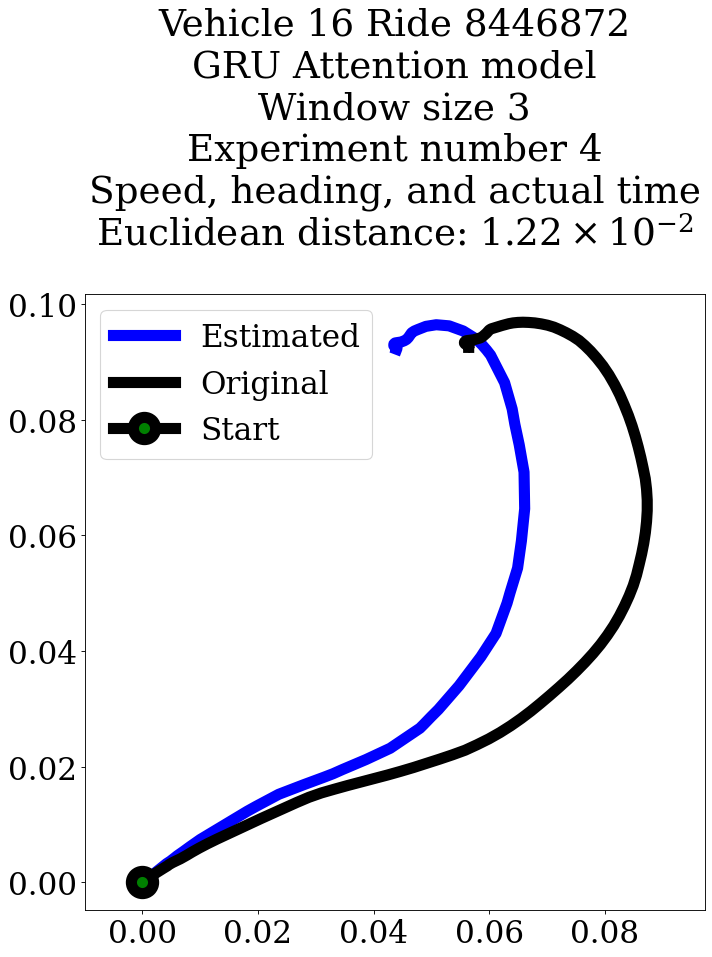 Vehicle 16 Ride 8446872
GRU Attention model
Window size 3
Experiment number 4
Speed, heading, and actual time
Euclidean distance: 1.22 × 10⁻²
Estimated
Original
Start
0.10
0.08
0.06
0.04
0.02
0.00
0.00 0.02 0.04 0.06 0.08